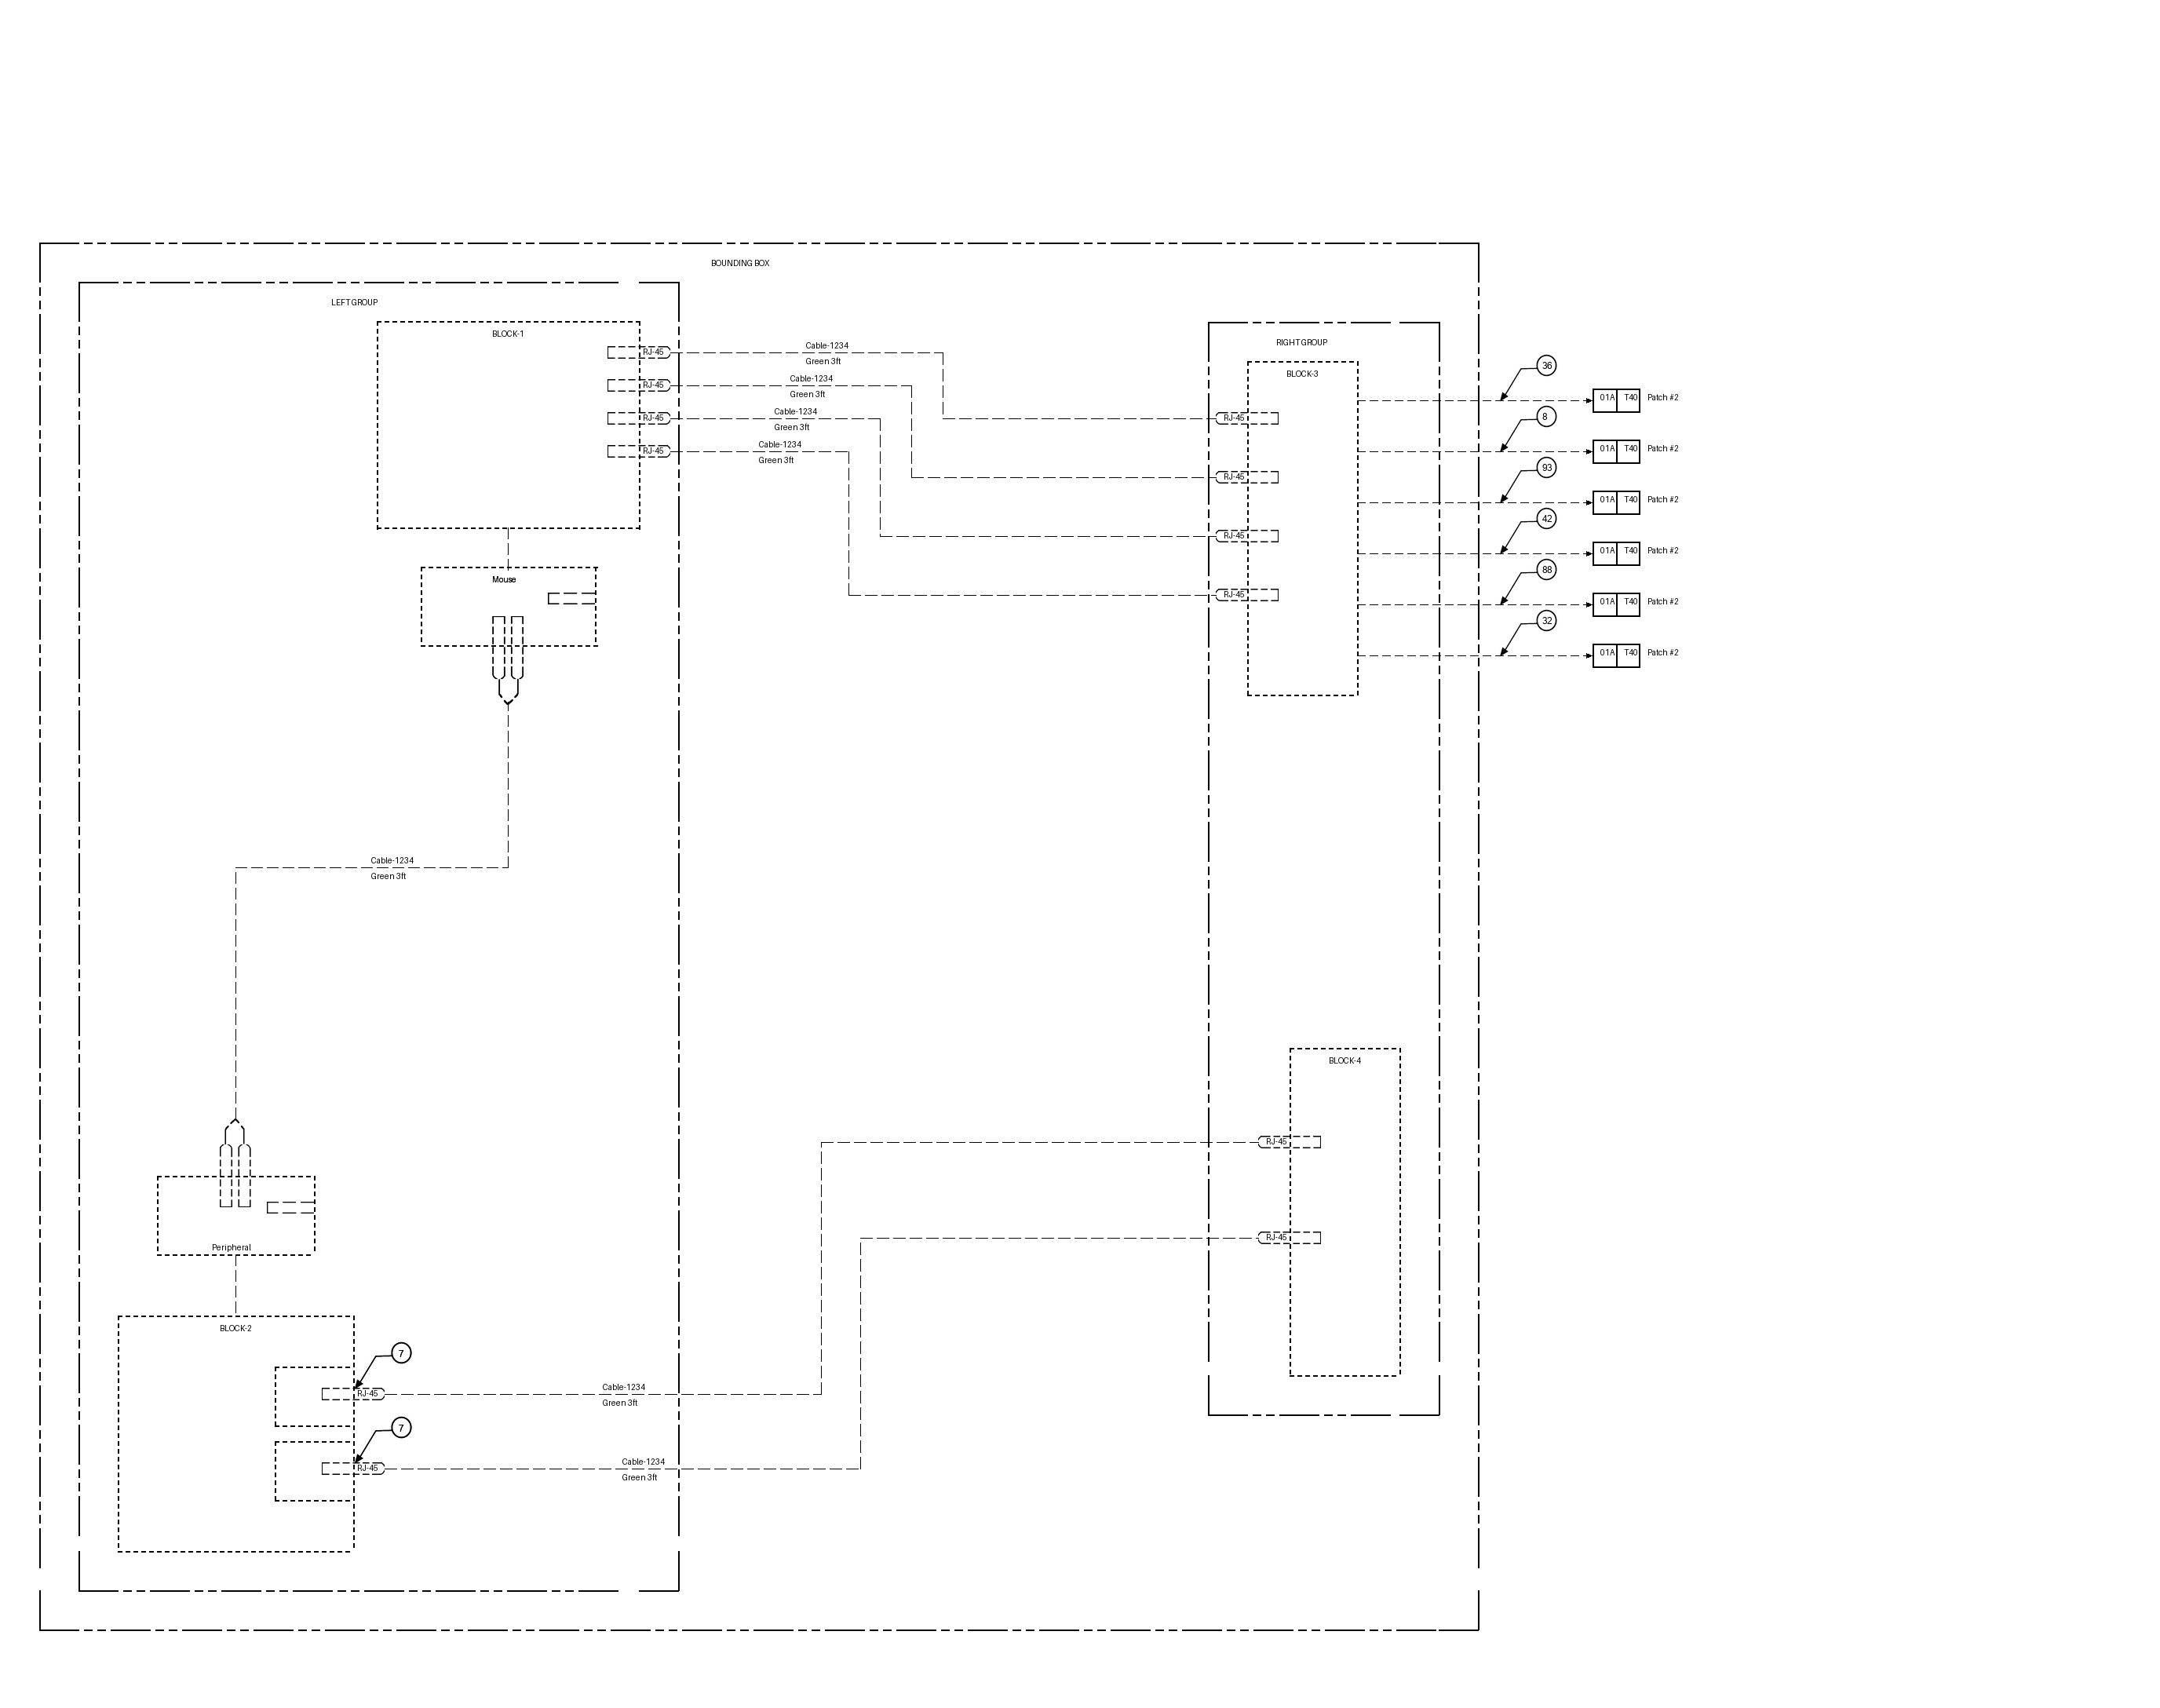 BOUNDING BOX
LEFT GROUP
BLOCK-1
RJ-45
RJ-45
RJ-45
RJ-45
Cable-1234
Green 3ft
Cable-1234
Green 3ft
Cable-1234
Green 3ft
Cable-1234
Green 3ft
RIGHT GROUP
BLOCK-3
RJ-45
RJ-45
RJ-45
RJ-45
36
01A T40 Patch #2
8
01A T40 Patch #2
93
01A T40 Patch #2
42
01A T40 Patch #2
88
01A T40 Patch #2
32
01A T40 Patch #2
Mouse
Cable-1234
Green 3ft
Peripheral
BLOCK-4
RJ-45
RJ-45
BLOCK-2
7
RJ-45
Cable-1234
Green 3ft
7
RJ-45
Cable-1234
Green 3ft